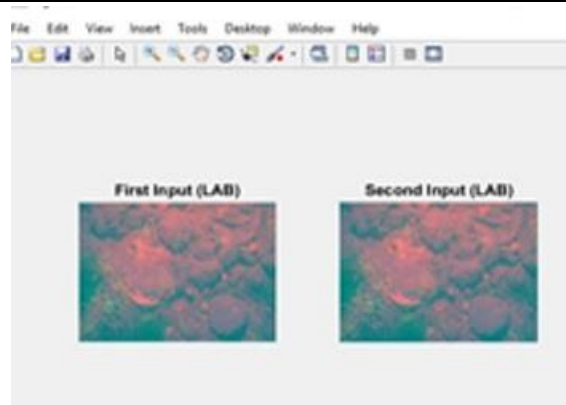 File Edit View Insert Tools Desktop Window Help
First Input (LAB) Second Input (LAB)